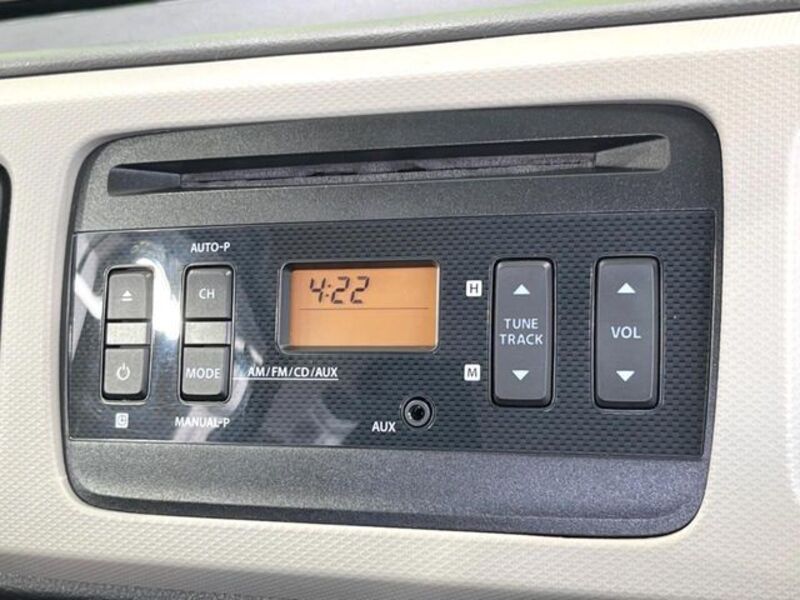 AUTO-P
CH
4:22
H
TUNE
TRACK
VOL
MODE
AM/FM/CD/AUX
M
MANUAL-P
AUX